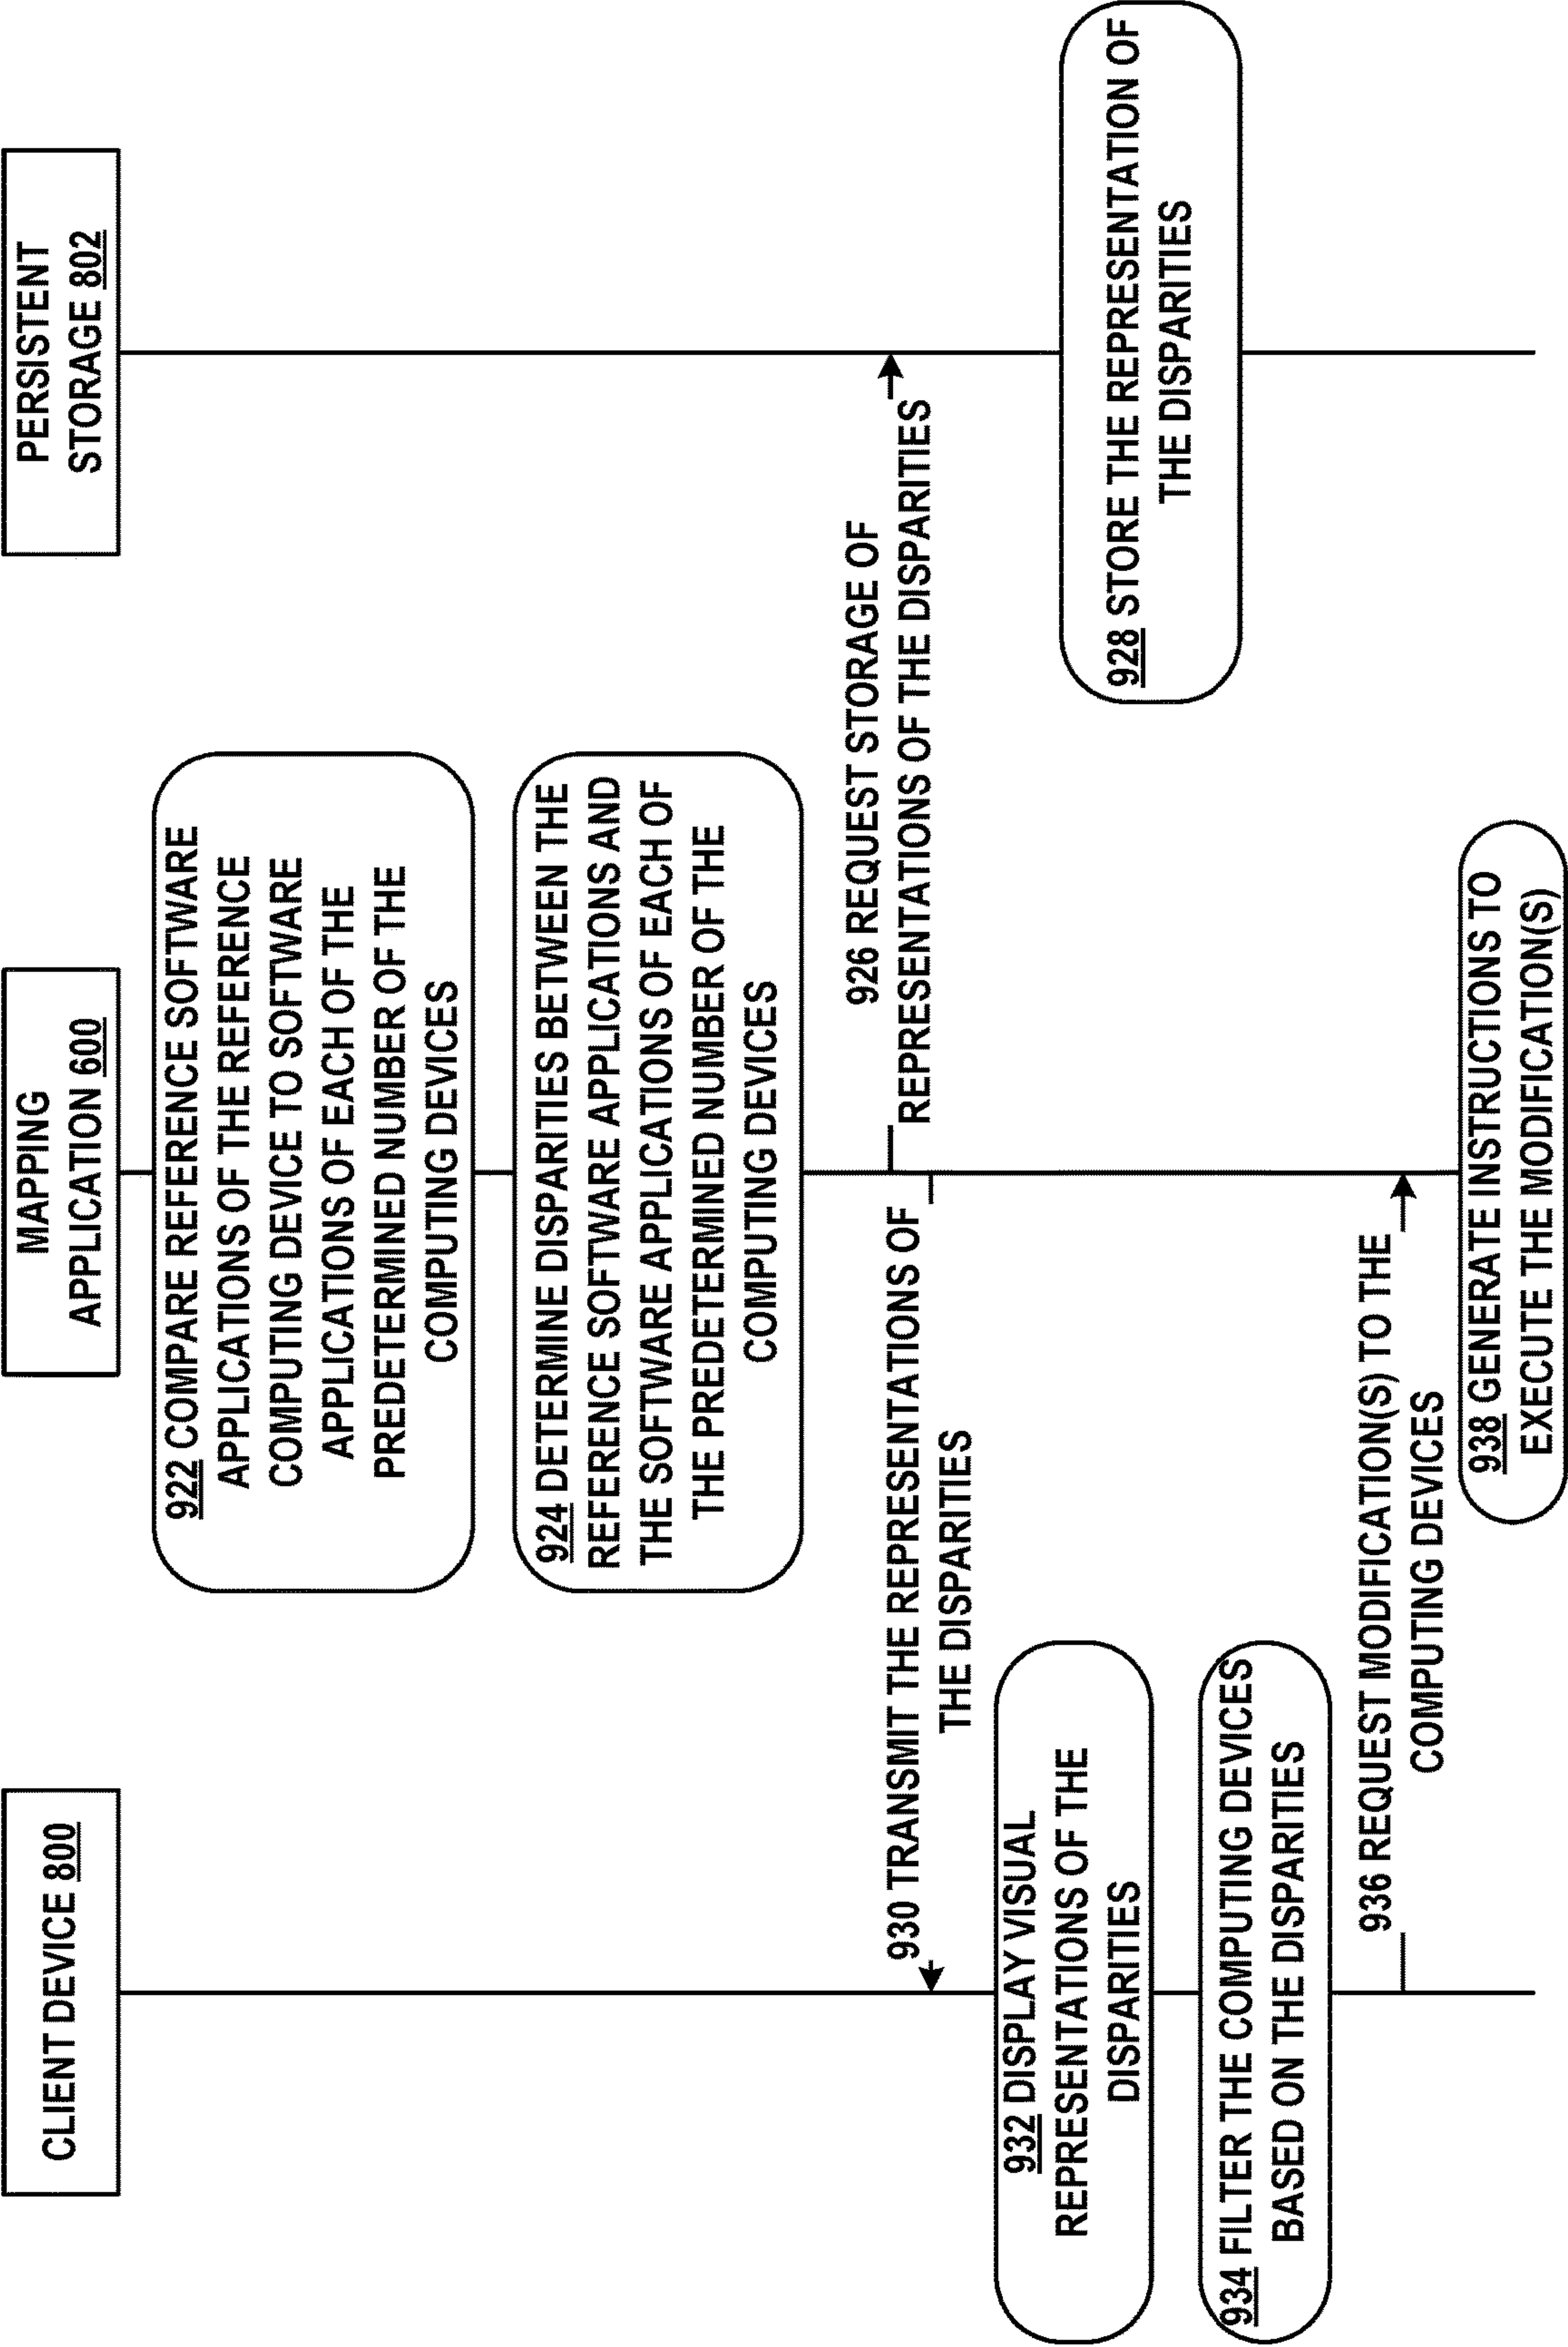 CLIENT DEVICE 800
MAPPING
APPLICATION 600
PERSISTENT
STORAGE 802
922 COMPARE REFERENCE SOFTWARE
APPLICATIONS OF THE REFERENCE
COMPUTING DEVICE TO SOFTWARE
APPLICATIONS OF EACH OF THE
PREDETERMINED NUMBER OF THE
COMPUTING DEVICES
924 DETERMINE DISPARITIES BETWEEN THE
REFERENCE SOFTWARE APPLICATIONS AND
THE SOFTWARE APPLICATIONS OF EACH OF
THE PREDETERMINED NUMBER OF THE
COMPUTING DEVICES
926 REQUEST STORAGE OF
REPRESENTATIONS OF THE DISPARITIES
928 STORE THE REPRESENTATION OF
THE DISPARITIES
930 TRANSMIT THE REPRESENTATIONS OF
THE DISPARITIES
932 DISPLAY VISUAL
REPRESENTATIONS OF THE
DISPARITIES
934 FILTER THE COMPUTING DEVICES
BASED ON THE DISPARITIES
936 REQUEST MODIFICATION(S) TO THE
COMPUTING DEVICES
938 GENERATE INSTRUCTIONS TO
EXECUTE THE MODIFICATION(S)